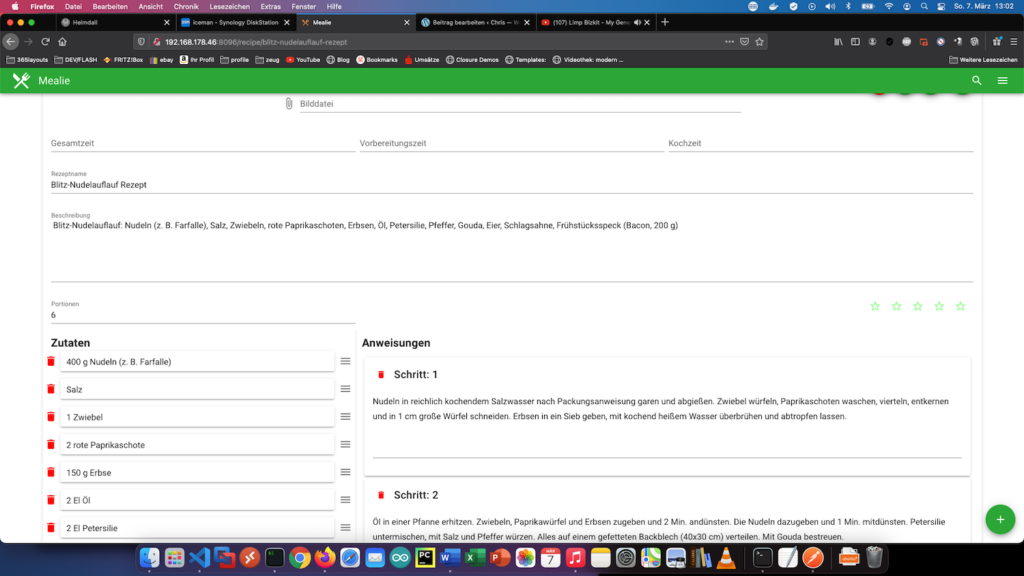 Firefox Datei Bearbeiten Ansicht Chronik Lesezeichen Extras Fenster Hilfe So. 7. März 13:02
Heimdall iceman - Synology DiskStation Mealie Beitrag bearbeiten ‹ Chris — W (107) Limp Bizkit - My Gene
192.168.178.46:8096/recipe/blitz-nudelauflauf-rezept
365layouts DEV/FLASH FRITZ!Box ebay Ihr Profil profile zeug YouTube Blog Bookmarks Umsätze Closure Demos Templates: Videothek: modern ... Weitere Lesezeichen
Mealie
Bilddatei
Gesamtzeit Vorbereitungszeit Kochzeit
Rezeptname
Blitz-Nudelauflauf Rezept
Beschreibung
Blitz-Nudelauflauf: Nudeln (z. B. Farfalle), Salz, Zwiebeln, rote Paprikaschoten, Erbsen, Öl, Petersilie, Pfeffer, Gouda, Eier, Schlagsahne, Frühstücksspeck (Bacon, 200 g)
Portionen
6
Zutaten
400 g Nudeln (z. B. Farfalle)
Salz
1 Zwiebel
2 rote Paprikaschote
150 g Erbse
2 El Öl
2 El Petersilie
Anweisungen
Schritt: 1
Nudeln in reichlich kochendem Salzwasser nach Packungsanweisung garen und abgießen. Zwiebel würfeln, Paprikaschoten waschen, vierteln, entkernen
und in 1 cm große Würfel schneiden. Erbsen in ein Sieb geben, mit kochend heißem Wasser überbrühen und abtropfen lassen.
Schritt: 2
Öl in einer Pfanne erhitzen. Zwiebeln, Paprikawürfel und Erbsen zugeben und 2 Min. andünsten. Die Nudeln dazugeben und 1 Min. mitdünsten. Petersilie
untermischen, mit Salz und Pfeffer würzen. Alles auf einem gefetteten Backblech (40x30 cm) verteilen. Mit Gouda bestreuen.